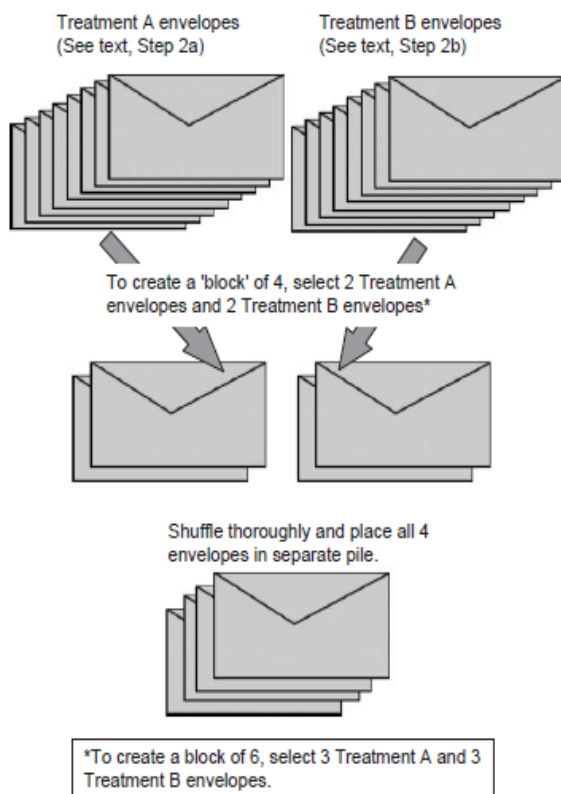 Treatment A envelopes
(See text, Step 2a)
Treatment B envelopes
(See text, Step 2b)
To create a 'block' of 4, select 2 Treatment A
envelopes and 2 Treatment B envelopes*
Shuffle thoroughly and place all 4
envelopes in separate pile.
*To create a block of 6, select 3 Treatment A and 3
Treatment B envelopes.